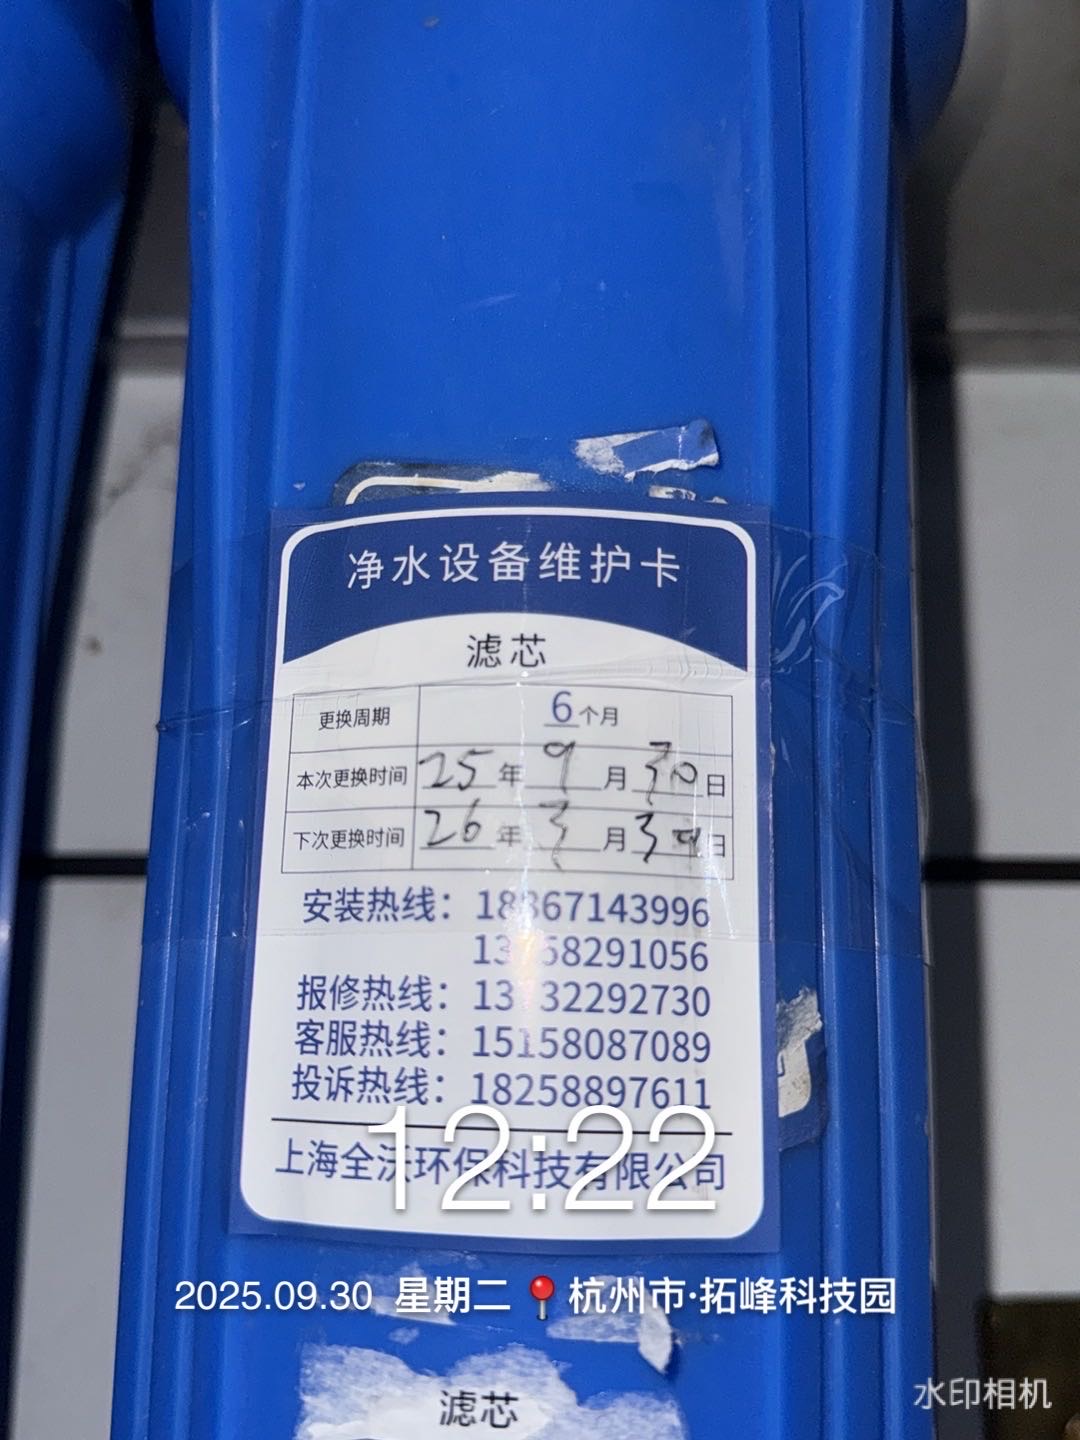 净水设备维护卡
滤芯
更换周期 6个月
本次更换时间 25年 9月 30日
下次更换时间 26年 3月 30日
安装热线：18867143996
58291056
报修热线：32292730
客服热线：15158087089
投诉热线：18258897611
12:22
上海全沃环保科技有限公司
2025.09.30 星期二 📍杭州市·拓峰科技园
滤芯
水印相机